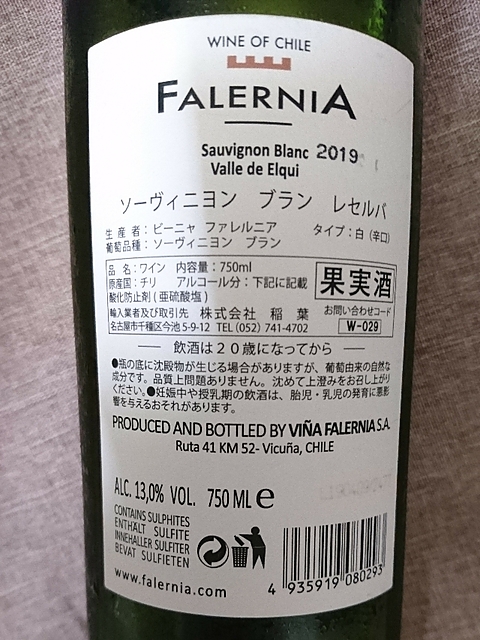 WINE OF CHILE
FALERNIA
Sauvignon Blanc 2019
Valle de Elqui
ソーヴィニヨン ブラン レセルバ
生産者：ビーニャ ファレルニア タイプ：白（辛口）
葡萄品種：ソーヴィニヨン ブラン
品名：ワイン 内容量：750ml
原産国：チリ アルコール分：下記に記載
酸化防止剤（亜硫酸塩）
果実酒
輸入業者及び取引先 株式会社 稲葉
お問い合わせコード
名古屋市千種区今池5-9-12 TEL（052）741-4702
W-029
飲酒は２０歳になってから
●瓶の底に沈殿物が生じる場合がありますが、葡萄由来の自然な
成分です。品質上問題ありません。沈めて上澄みをお召し上がり
ください。●妊娠中や授乳期の飲酒は、胎児・乳児の発育に悪影
響を与えるおそれがあります。
PRODUCED AND BOTTLED BY VIÑA FALERNIA S.A.
Ruta 41 KM 52- Vicuña, CHILE
ALC. 13,0% VOL. 750 ML e
CONTAINS SULPHITES
ENTHÄLT SULFITE
INNEHALLER SULFITER
BEVAT SULFIETEN
www.falernia.com
4 935919 080293